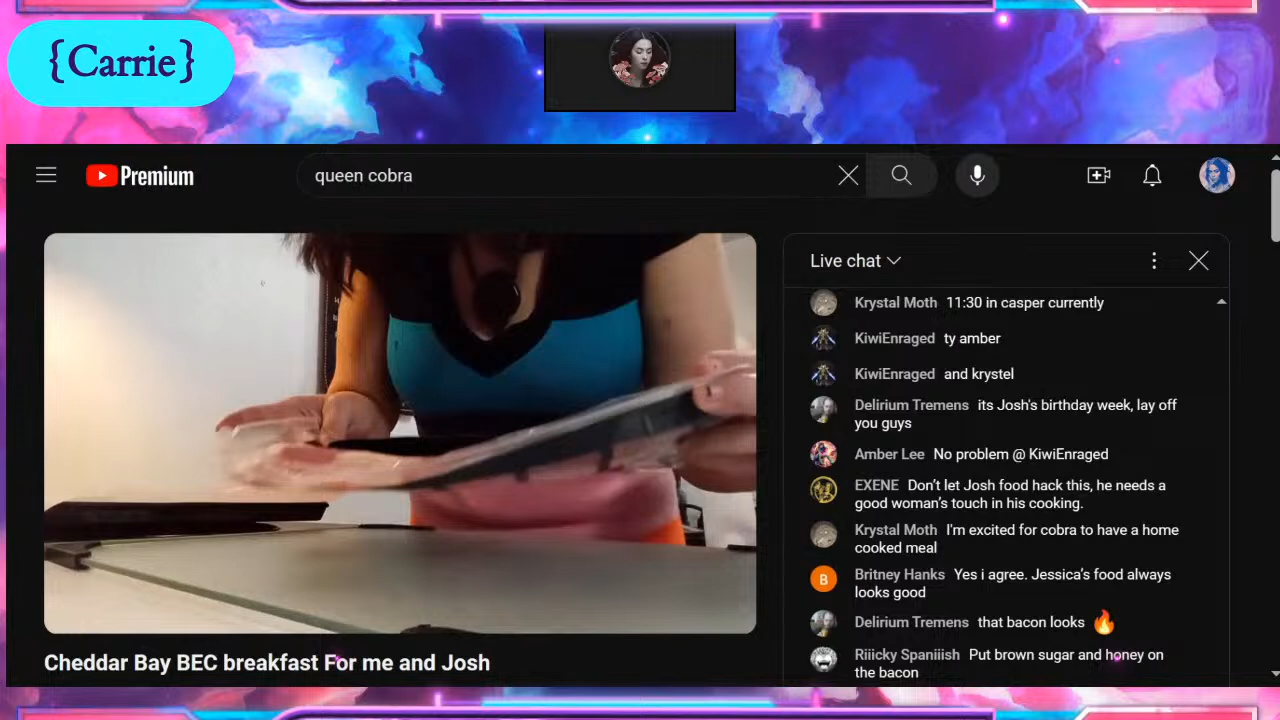 {Carrie}
Premium
queen cobra
Live chat
Krystal Moth 11:30 in casper currently
KiwiEnraged ty amber
KiwiEnraged and krystel
Delirium Tremens its Josh's birthday week, lay off
you guys
Amber Lee No problem @ KiwiEnraged
EXENE Don’t let Josh food hack this, he needs a
good woman’s touch in his cooking.
Krystal Moth I'm excited for cobra to have a home
cooked meal
B
Britney Hanks Yes i agree. Jessica’s food always
looks good
Delirium Tremens that bacon looks 🔥
Riiicky Spaniiish Put brown sugar and honey on
the bacon
Cheddar Bay BEC breakfast For me and Josh